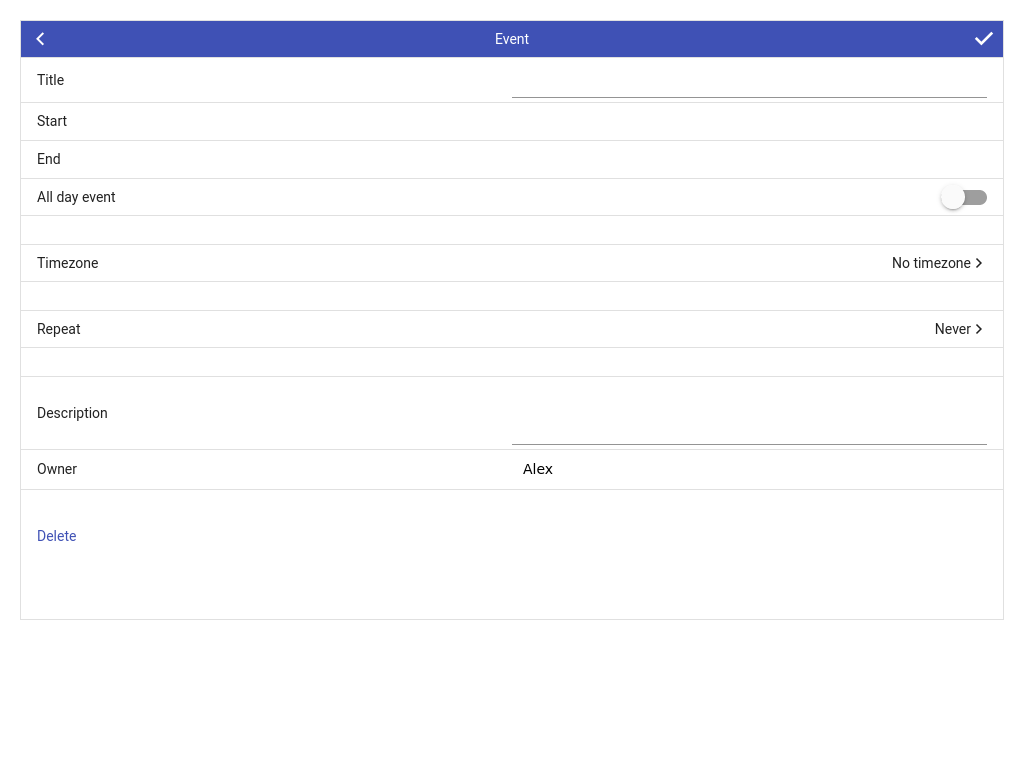 Event
Title
Start
End
All day event
Timezone No timezone
Repeat Never
Description
Owner Alex
Delete